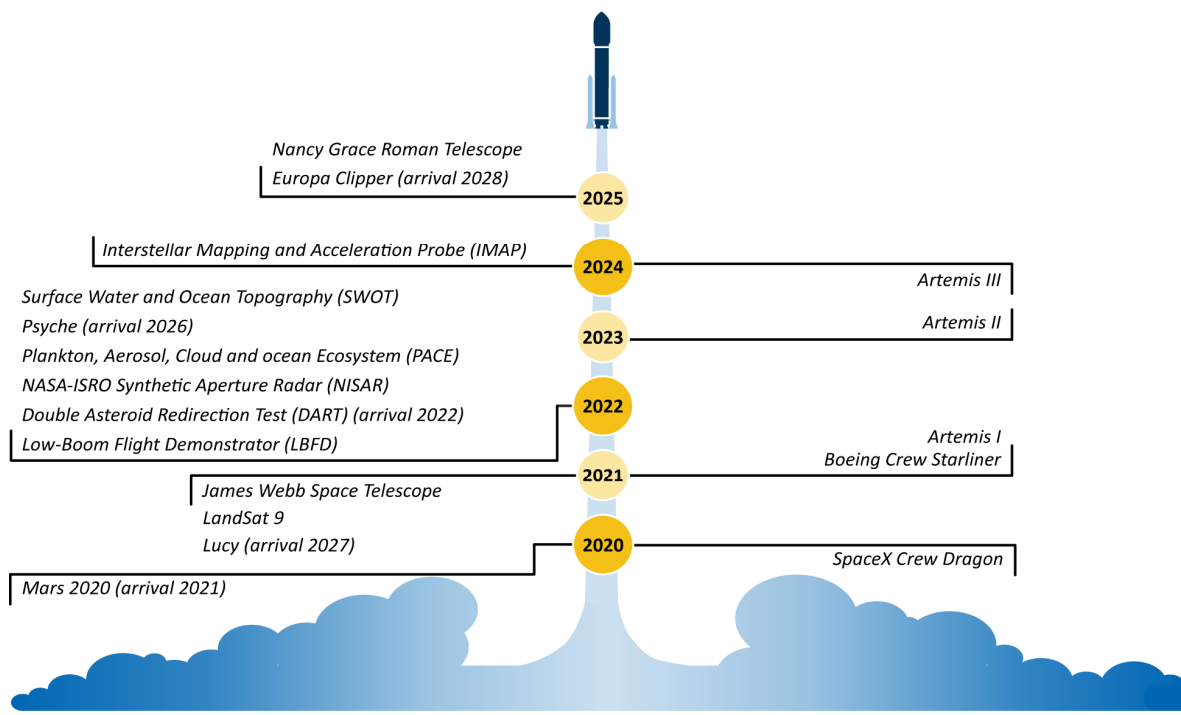 Nancy Grace Roman Telescope
Europa Clipper (arrival 2028)
2025
Interstellar Mapping and Acceleration Probe (IMAP)
2024
Artemis III
Surface Water and Ocean Topography (SWOT)
Psyche (arrival 2026)
Plankton, Aerosol, Cloud and ocean Ecosystem (PACE)
2023
Artemis II
NASA-ISRO Synthetic Aperture Radar (NISAR)
Double Asteroid Redirection Test (DART) (arrival 2022)
Low-Boom Flight Demonstrator (LBFD)
2022
Artemis I
Boeing Crew Starliner
2021
James Webb Space Telescope
LandSat 9
Lucy (arrival 2027)
2020
SpaceX Crew Dragon
Mars 2020 (arrival 2021)